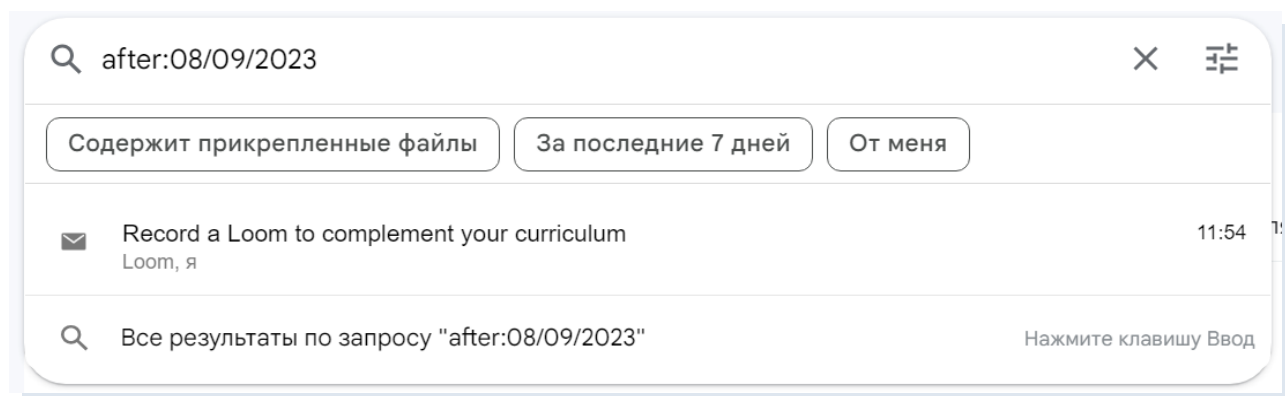 after:08/09/2023
Содержит прикрепленные файлы За последние 7 дней От меня
Record a Loom to complement your curriculum 11:54
Loom, я
Все результаты по запросу "after:08/09/2023" Нажмите клавишу Ввод